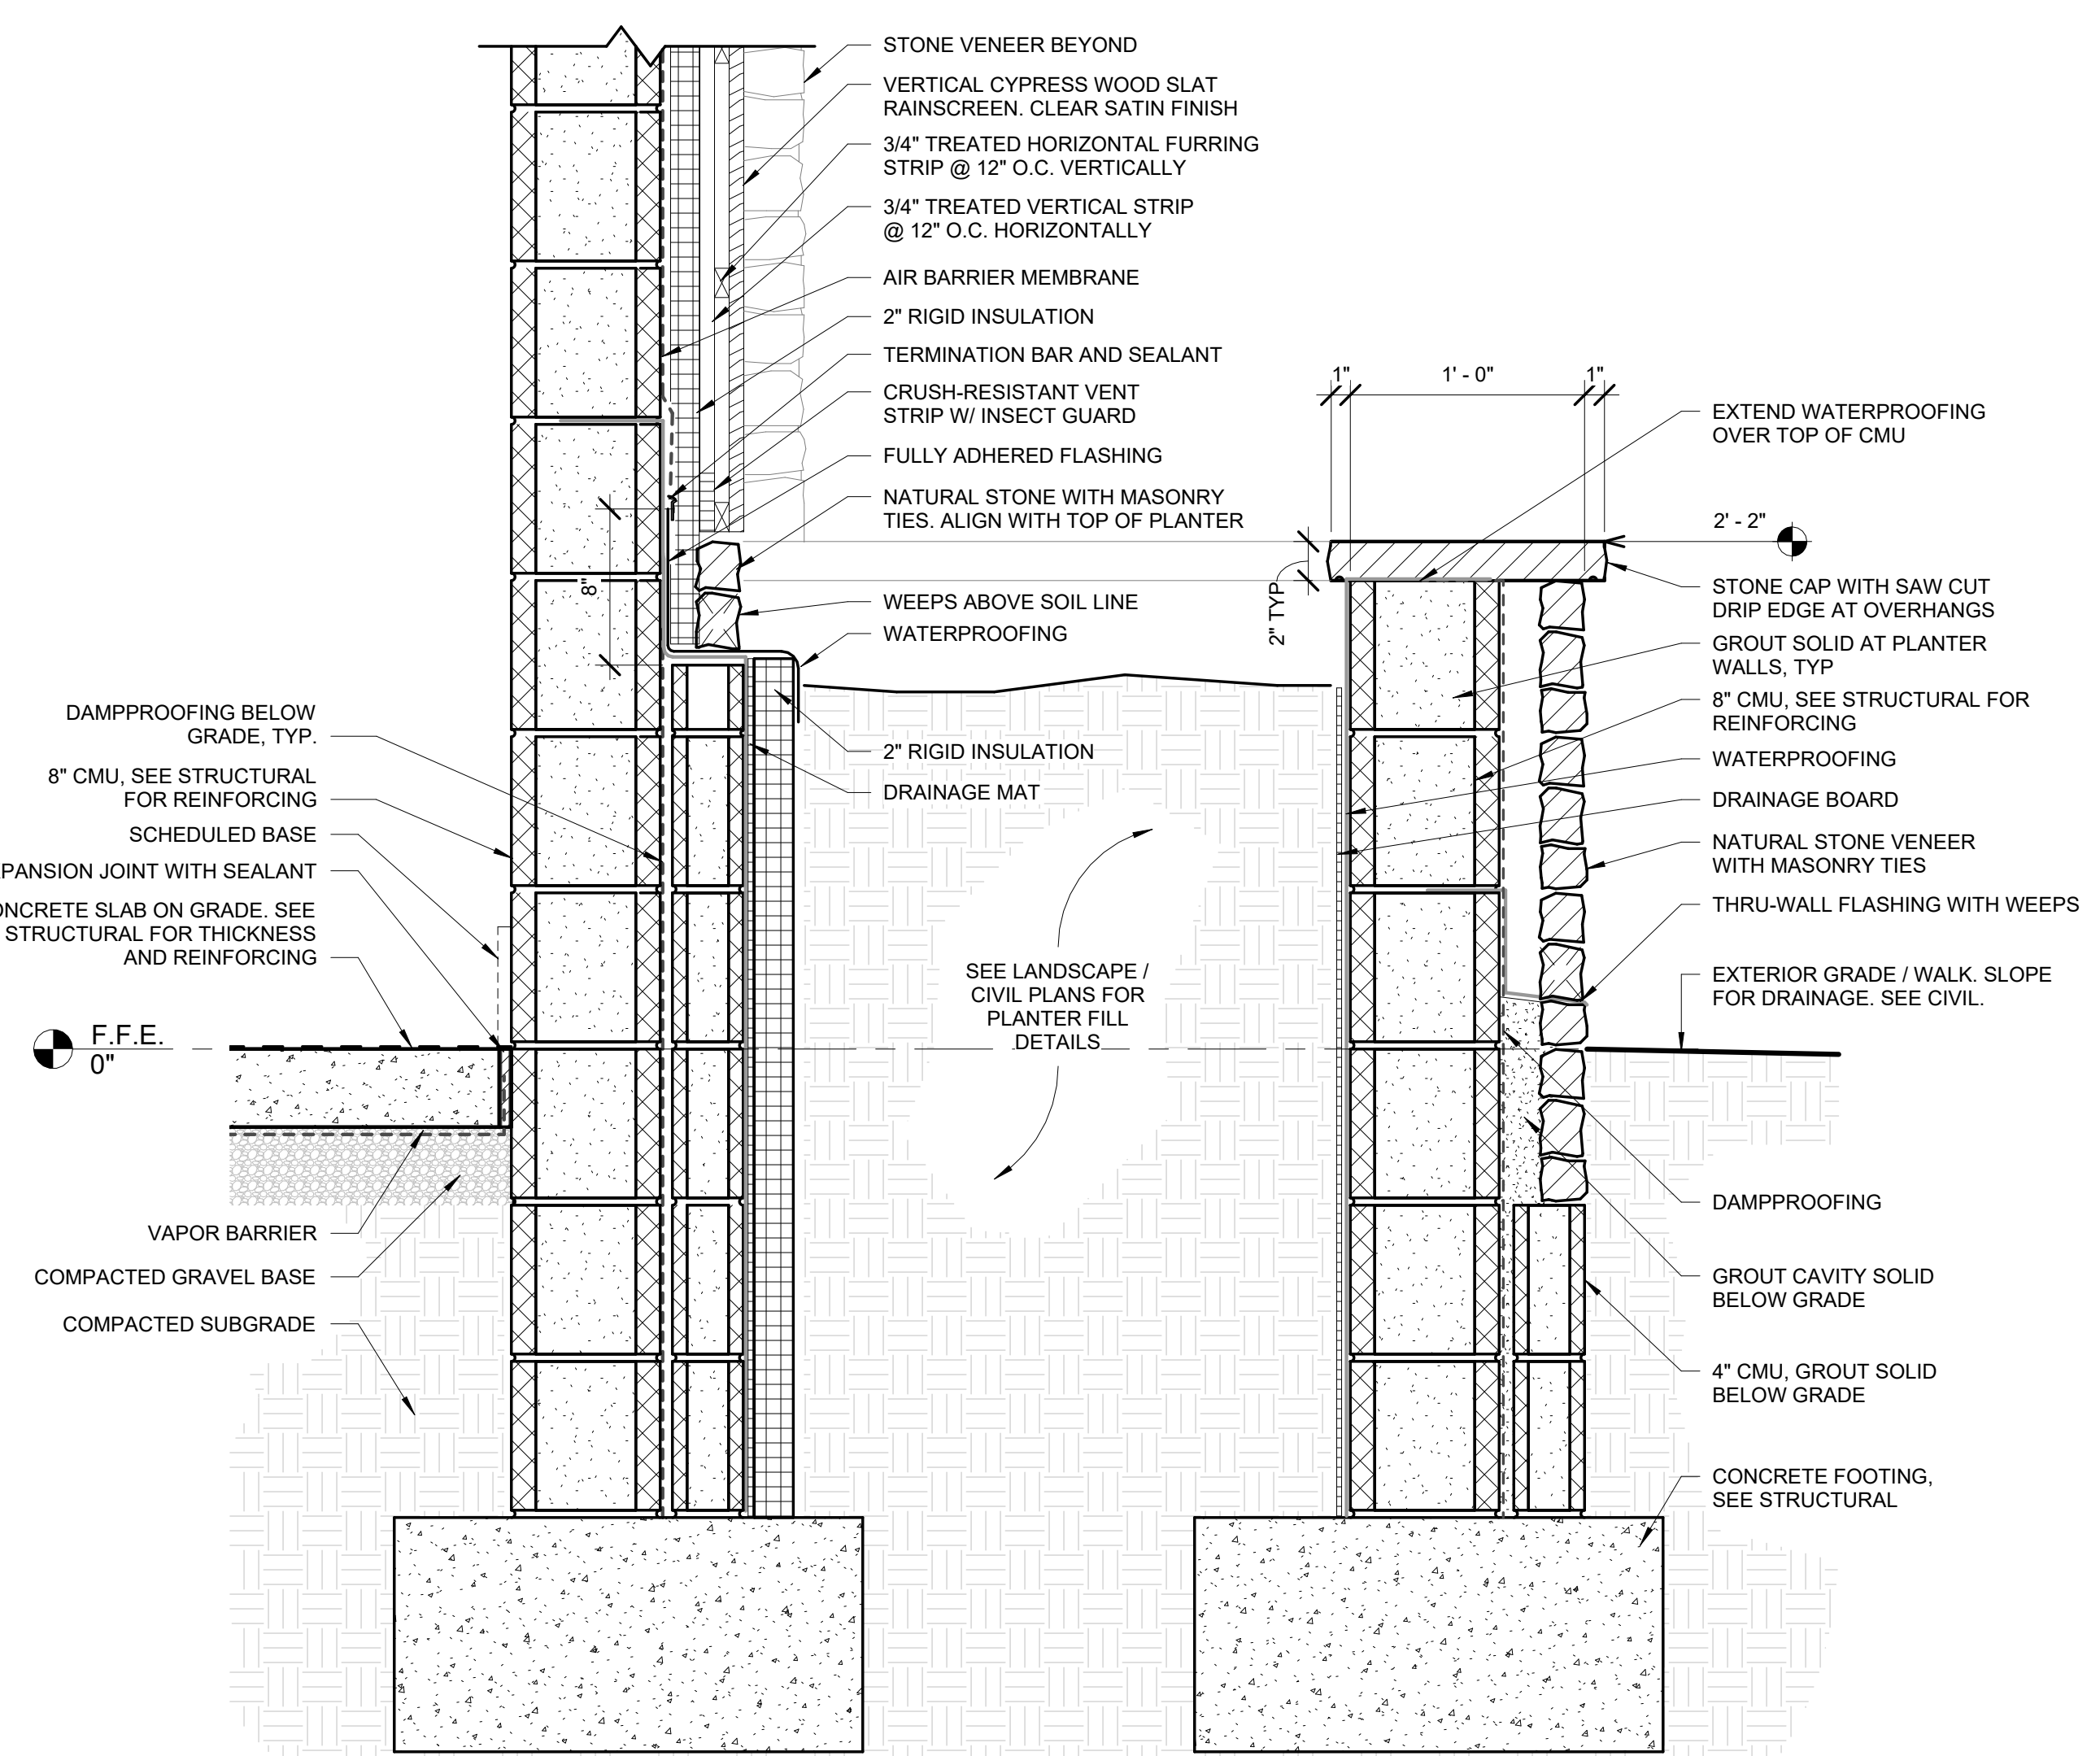 STONE VENEER BEYOND
VERTICAL CYPRESS WOOD SLAT
RAINSCREEN. CLEAR SATIN FINISH
3/4" TREATED HORIZONTAL FURRING
STRIP @ 12" O.C. VERTICALLY
3/4" TREATED VERTICAL STRIP
@ 12" O.C. HORIZONTALLY
AIR BARRIER MEMBRANE
2" RIGID INSULATION
TERMINATION BAR AND SEALANT
CRUSH-RESISTANT VENT
STRIP W/ INSECT GUARD
FULLY ADHERED FLASHING
NATURAL STONE WITH MASONRY
TIES. ALIGN WITH TOP OF PLANTER
WEEPS ABOVE SOIL LINE
WATERPROOFING
8"
2" RIGID INSULATION
DRAINAGE MAT
DAMPPROOFING BELOW
GRADE, TYP.
8" CMU, SEE STRUCTURAL
FOR REINFORCING
SCHEDULED BASE
PANSION JOINT WITH SEALANT
ONCRETE SLAB ON GRADE. SEE
STRUCTURAL FOR THICKNESS
AND REINFORCING
F.F.E.
0"
VAPOR BARRIER
COMPACTED GRAVEL BASE
COMPACTED SUBGRADE
SEE LANDSCAPE /
CIVIL PLANS FOR
PLANTER FILL
DETAILS
1"
1' - 0"
1"
2" TYP
EXTEND WATERPROOFING
OVER TOP OF CMU
2' - 2"
STONE CAP WITH SAW CUT
DRIP EDGE AT OVERHANGS
GROUT SOLID AT PLANTER
WALLS, TYP
8" CMU, SEE STRUCTURAL FOR
REINFORCING
WATERPROOFING
DRAINAGE BOARD
NATURAL STONE VENEER
WITH MASONRY TIES
THRU-WALL FLASHING WITH WEEPS
EXTERIOR GRADE / WALK. SLOPE
FOR DRAINAGE. SEE CIVIL.
DAMPPROOFING
GROUT CAVITY SOLID
BELOW GRADE
4" CMU, GROUT SOLID
BELOW GRADE
CONCRETE FOOTING,
SEE STRUCTURAL